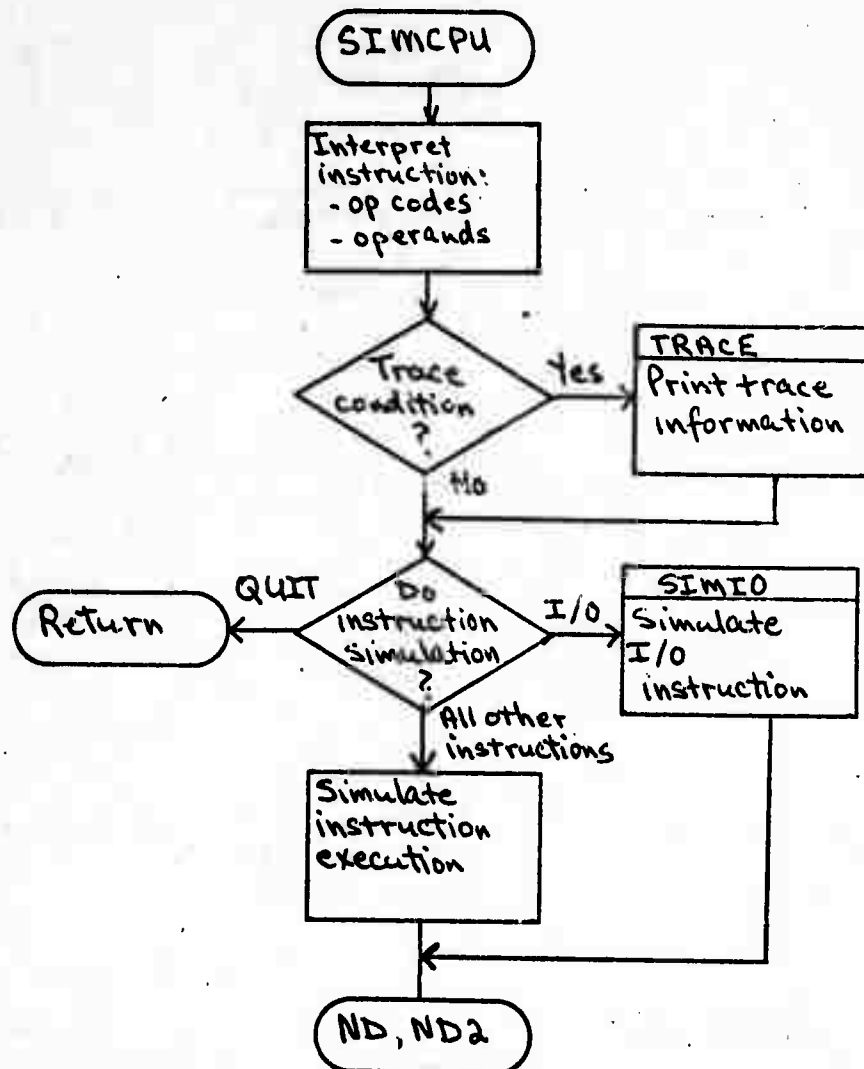 SIMCPU
Interpret
instruction:
- op codes
- operands
Trace
condition
?
Yes
TRACE
Print trace
information
No
QUIT
Do
instruction
simulation
?
I/O
Return
SIMIO
Simulate
I/O
instruction
All other
instructions
Simulate
instruction
execution
ND, ND2